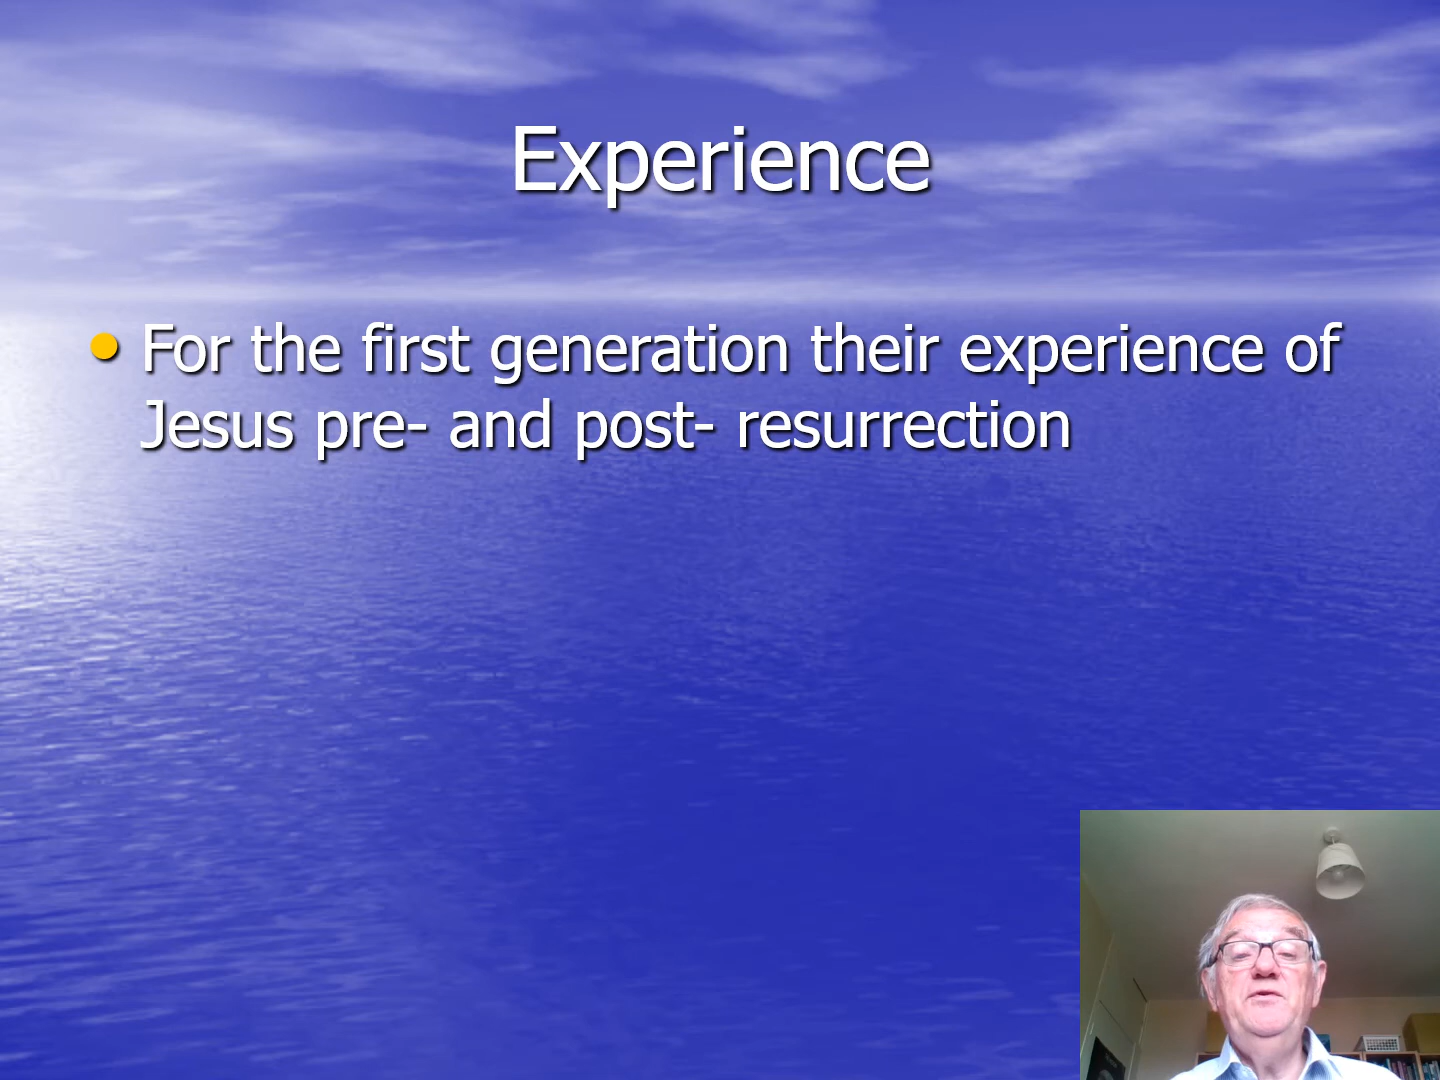 Experience
For the first generation their experience of
Jesus pre- and post- resurrection